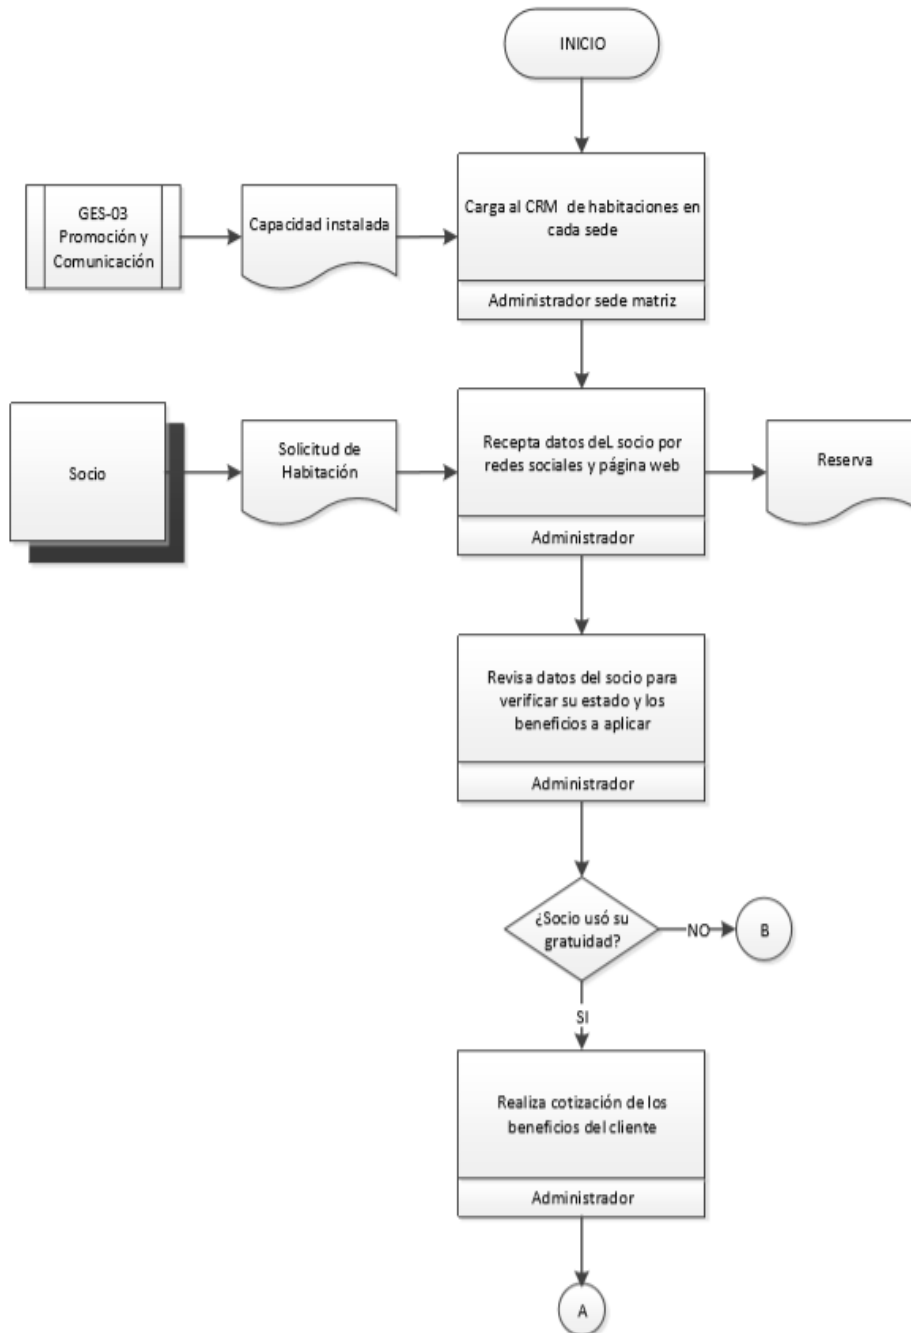 INICIO
GES-03
Promoción y
Comunicación
Capacidad instalada
Carga al CRM de habitaciones en
cada sede
Administrador sede matriz
Socio
Solicitud de
Habitación
Recepta datos deL socio por
redes sociales y página web
Administrador
Reserva
Revisa datos del socio para
verificar su estado y los
beneficios a aplicar
Administrador
¿Socio usó su
gratuidad?
NO
B
SI
Realiza cotización de los
beneficios del cliente
Administrador
A